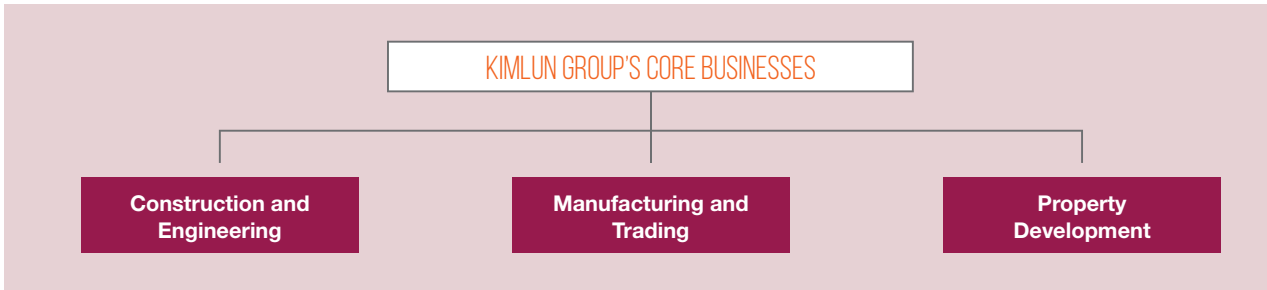 KIMLUN GROUP'S CORE BUSINESSES
Construction and
Engineering
Manufacturing and
Trading
Property
Development